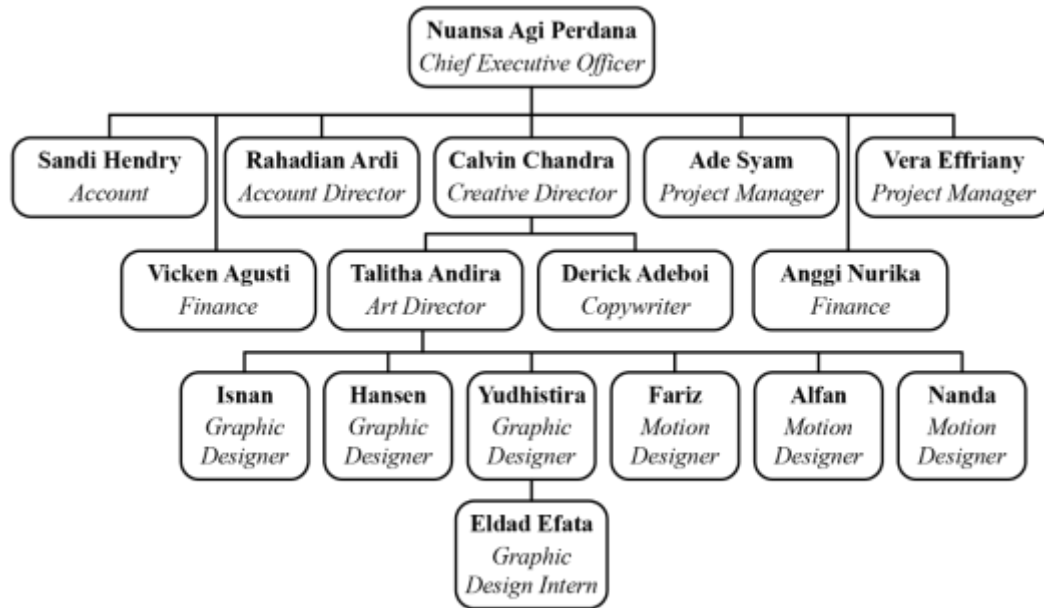 Nuansa Agi Perdana
Chief Executive Officer
Sandi Hendry
Account
Rahadian Ardi
Account Director
Calvin Chandra
Creative Director
Ade Syam
Project Manager
Vera Effriany
Project Manager
Vicken Agusti
Finance
Talitha Andira
Art Director
Derick Adeboi
Copywriter
Anggi Nurika
Finance
Isnan
Graphic
Designer
Hansen
Graphic
Designer
Yudhistira
Graphic
Designer
Fariz
Motion
Designer
Alfan
Motion
Designer
Nanda
Motion
Designer
Eldad Efata
Graphic
Design Intern